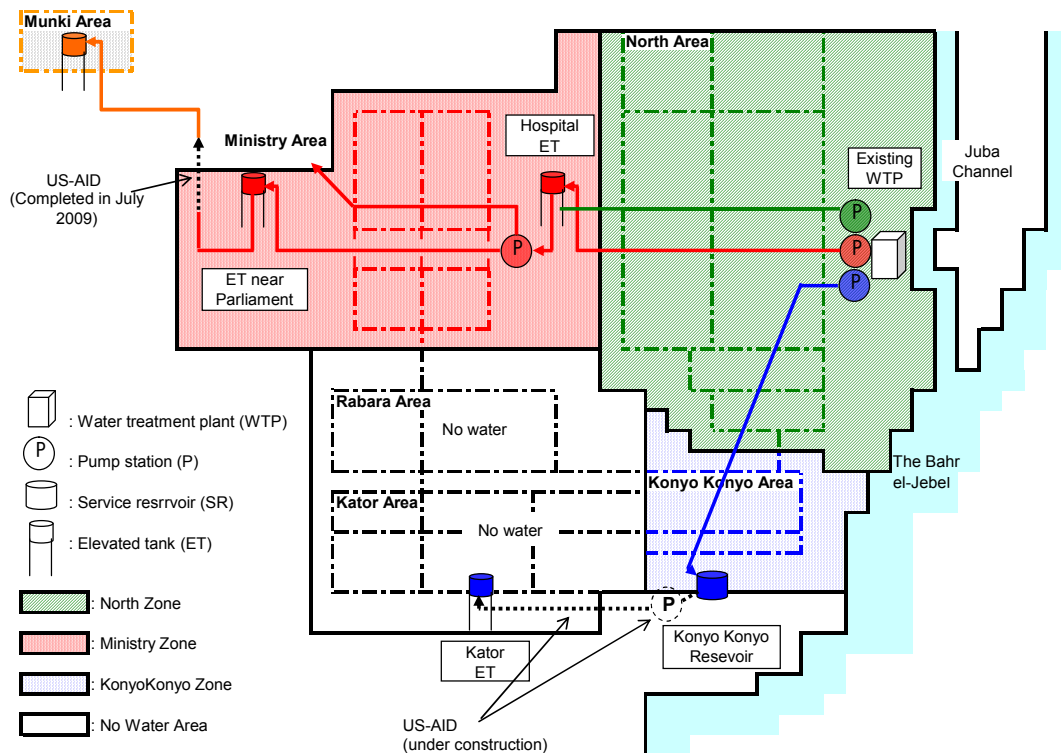 Munki Area
North Area
Ministry Area
Hospital
ET
Existing
WTP
Juba
Channel
US-AID
(Completed in July
2009)
P
P
P
P
ET near
Parliament
Rabara Area
No water
Konyo Konyo Area
The Bahr
el-Jebel
Kator Area
No water
P
Kator
ET
Konyo Konyo
Resevoir
US-AID
(under construction)
: Water treatment plant (WTP)
P
: Pump station (P)
: Service resrrvoir (SR)
: Elevated tank (ET)
: North Zone
: Ministry Zone
: KonyoKonyo Zone
: No Water Area